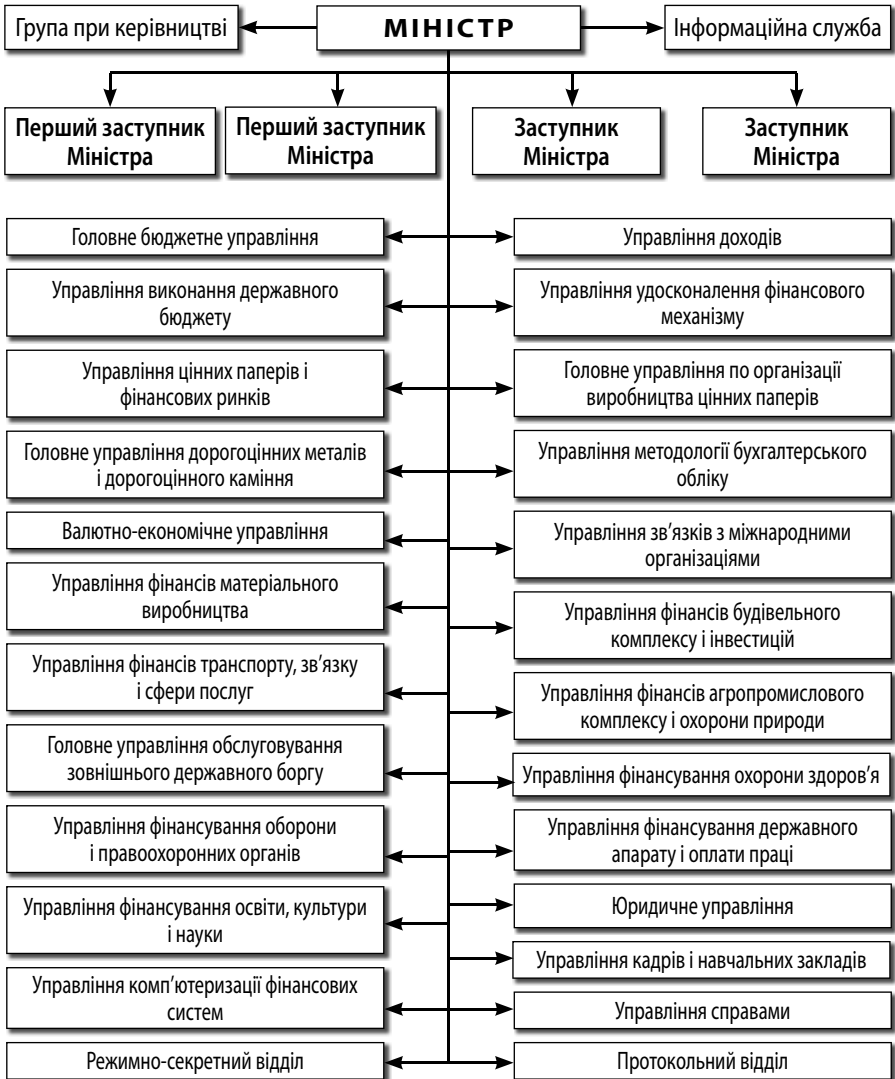 Група при керівництві
МІНІСТР
Інформаційна служба
Перший заступник
Міністра
Перший заступник
Міністра
Заступник
Міністра
Заступник
Міністра
Головне бюджетне управління
Управління доходів
Управління виконання державного
бюджету
Управління удосконалення фінансового
механізму
Управління цінних паперів і
фінансових ринків
Головне управління по організації
виробництва цінних паперів
Головне управління дорогоцінних металів
і дорогоцінного каміння
Управління методології бухгалтерського
обліку
Валютно-економічне управління
Управління зв’язків з міжнародними
організаціями
Управління фінансів матеріального
виробництва
Управління фінансів будівельного
комплексу і інвестицій
Управління фінансів транспорту, зв’язку
і сфери послуг
Управління фінансів агропромислового
комплексу і охорони природи
Головне управління обслуговування
зовнішнього державного боргу
Управління фінансування охорони здоров’я
Управління фінансування оборони
і правоохоронних органів
Управління фінансування державного
апарату і оплати праці
Управління фінансування освіти, культури
і науки
Юридичне управління
Управління кадрів і навчальних закладів
Управління комп’ютеризації фінансових
систем
Управління справами
Режимно-секретний відділ
Протокольний відділ